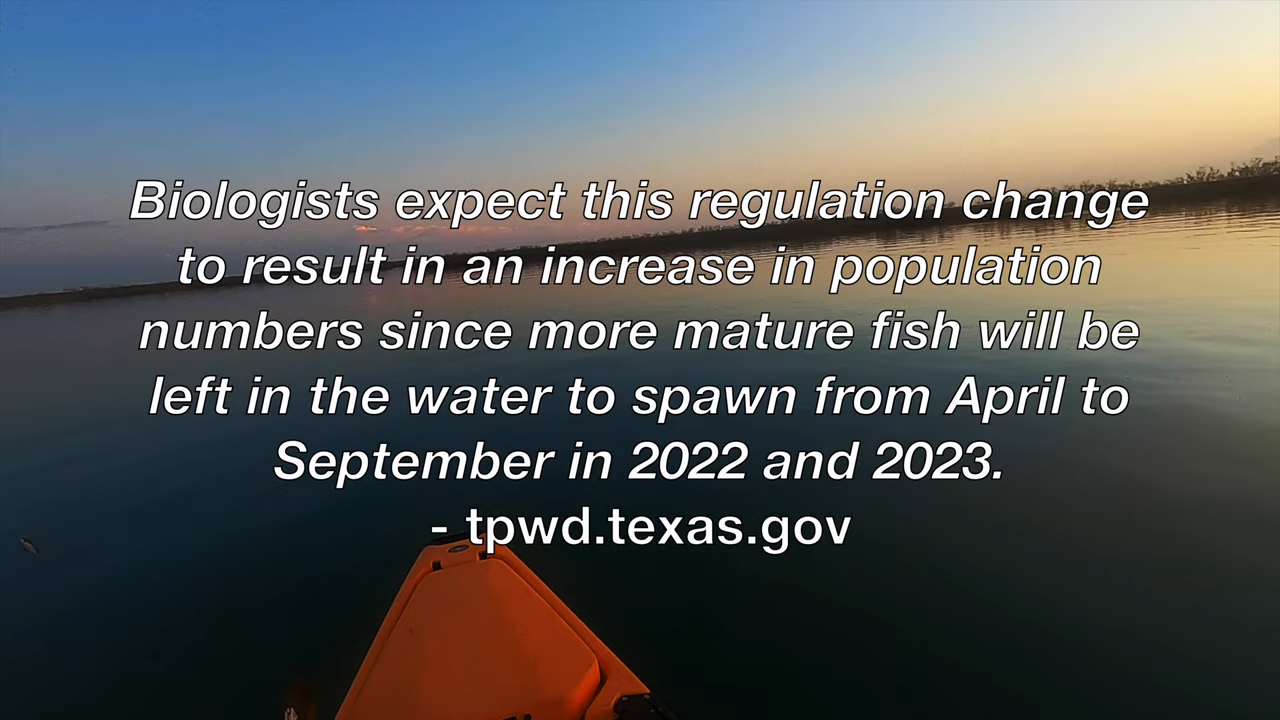 Biologists expect this regulation change
to result in an increase in population
numbers since more mature fish will be
left in the water to spawn from April to
September in 2022 and 2023.
- tpwd.texas.gov